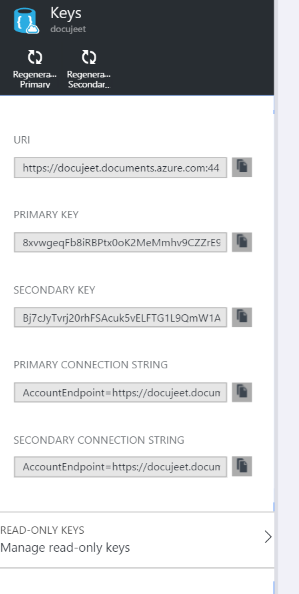 Keys
docujeet
Regenera... Regenera...
Primary Secondar..
URI
https://docujeet.documents.azure.com:44
PRIMARY KEY
8xvwgeqFb8iRBPtx0oK2MeMmhv9CZZrE9
SECONDARY KEY
Bj7cJyTvrj20rhFSAcuk5vELFTG1L9QmW1A
PRIMARY CONNECTION STRING
AccountEndpoint=https://docujeet.docun
SECONDARY CONNECTION STRING
AccountEndpoint=https://docujeet.docun
READ-ONLY KEYS
Manage read-only keys